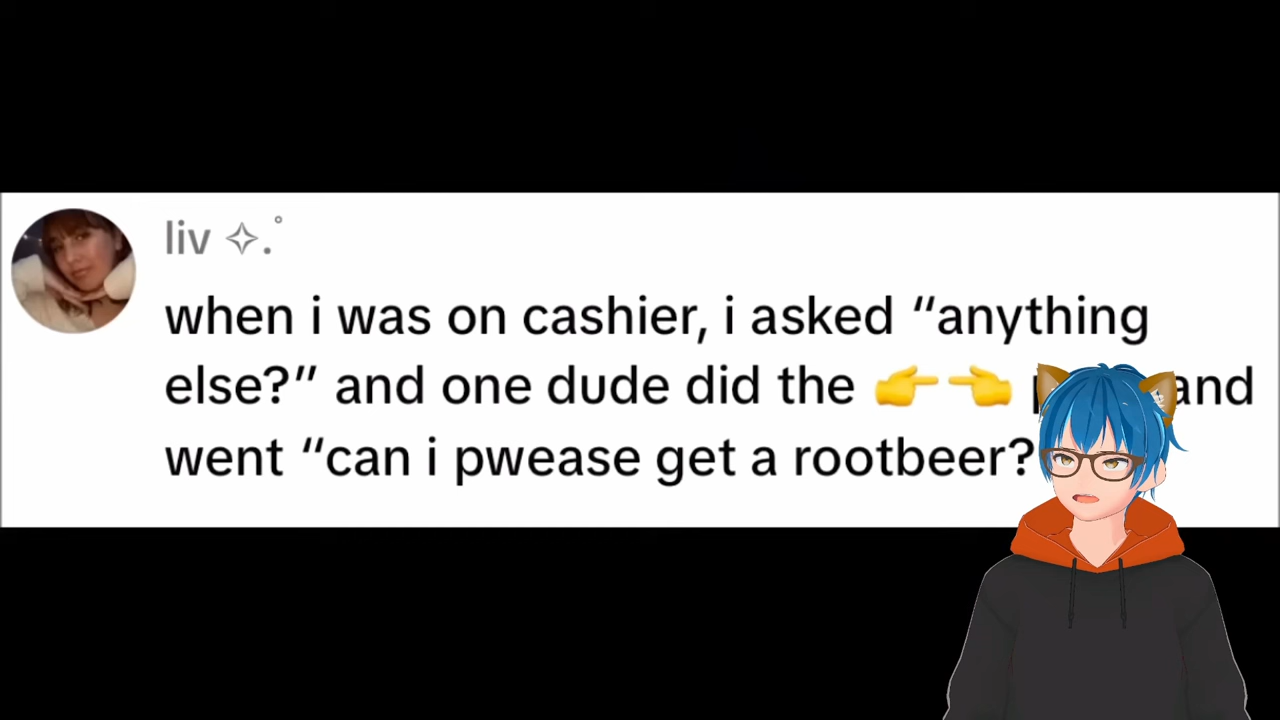 liv ✧.˚
when i was on cashier, i asked “anything
else?” and one dude did the 👉👈 and
went “can i pwease get a rootbeer?